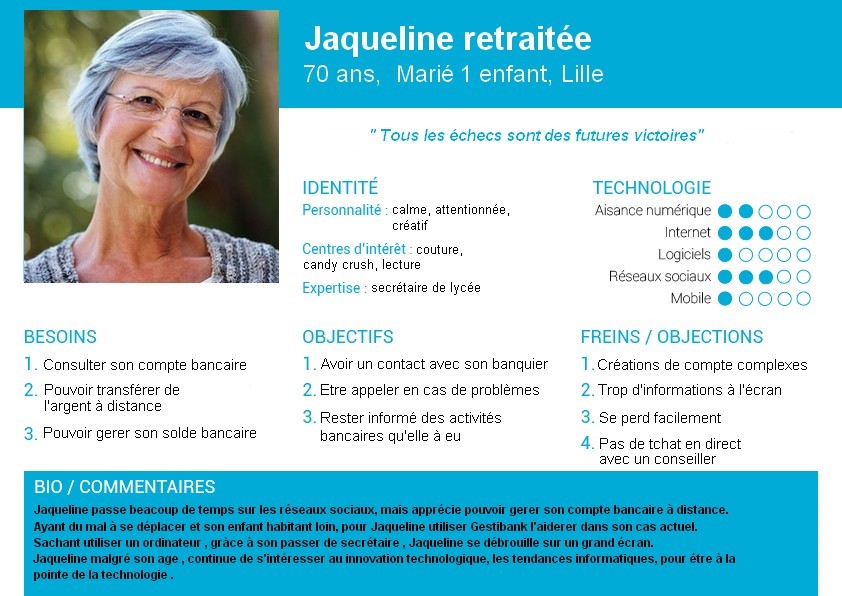 Jaqueline retraitée
70 ans, Marié 1 enfant, Lille
" Tous les échecs sont des futures victoires"
IDENTITÉ
Personnalité : calme, attentionnée,
créatif
Centres d'intérêt : couture,
candy crush, lecture
Expertise : secrétaire de lycée
TECHNOLOGIE
Aisance numérique
Internet
Logiciels
Réseaux sociaux
Mobile
BESOINS
1. Consulter son compte bancaire
2. Pouvoir transférer de
l'argent à distance
3. Pouvoir gerer son solde bancaire
OBJECTIFS
1. Avoir un contact avec son banquier
2. Etre appeler en cas de problèmes
3. Rester informé des activités
bancaires qu'elle à eu
FREINS / OBJECTIONS
1. Créations de compte complexes
2. Trop d'informations à l'écran
3. Se perd facilement
4. Pas de tchat en direct
avec un conseiller
BIO / COMMENTAIRES
Jaqueline passe beacoup de temps sur les réseaux sociaux, mais apprécie pouvoir gerer son compte bancaire à distance.
Ayant du mal à se déplacer et son enfant habitant loin, pour Jaqueline utiliser Gestibank l'aiderer dans son cas actuel.
Sachant utiliser un ordinateur , grâce à son passer de secrétaire , Jaqueline se débrouille sur un grand écran.
Jaqueline malgré son age , continue de s'intéresser au innovation technologique, les tendances informatiques, pour étre à la
pointe de la technologie .